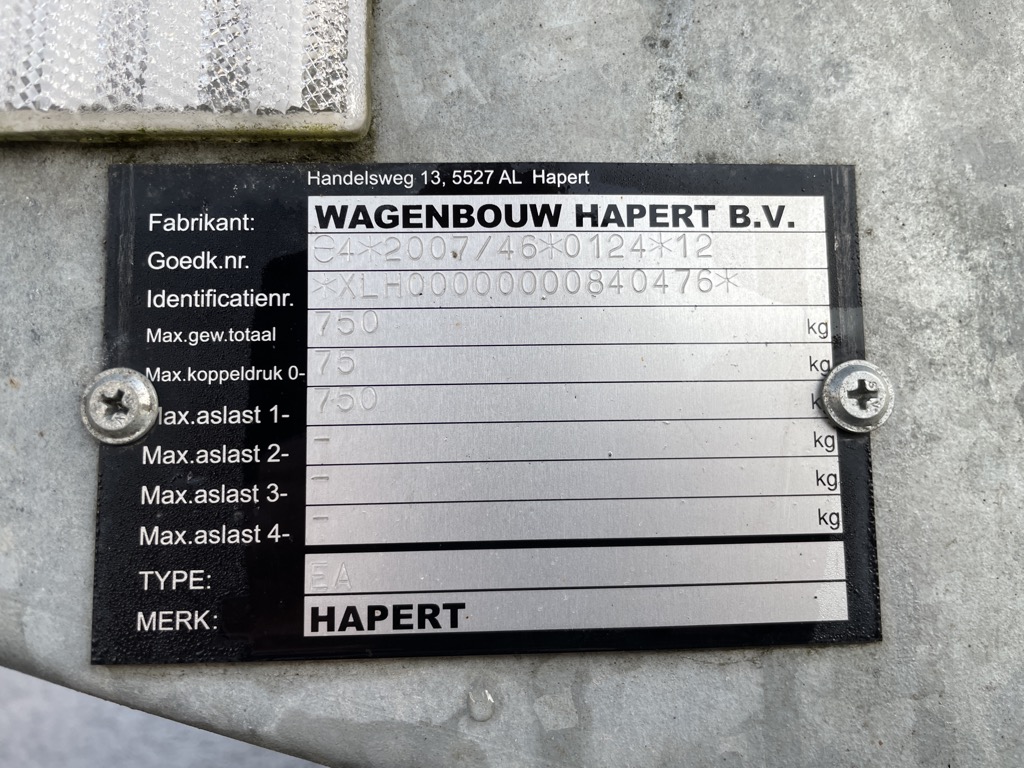 Handelsweg 13, 5527 AL Hapert
Fabrikant: WAGENBOUW HAPERT B.V.
Goedk.nr. e4*2007/46*0124*12
Identificatienr. *XLH00000000840476*
Max.gew.totaal 750 kg
Max.koppeldruk 0- 75 kg
Max.aslast 1- 750 kg
Max.aslast 2- - kg
Max.aslast 3- - kg
Max.aslast 4- - kg
TYPE: EA
MERK: HAPERT